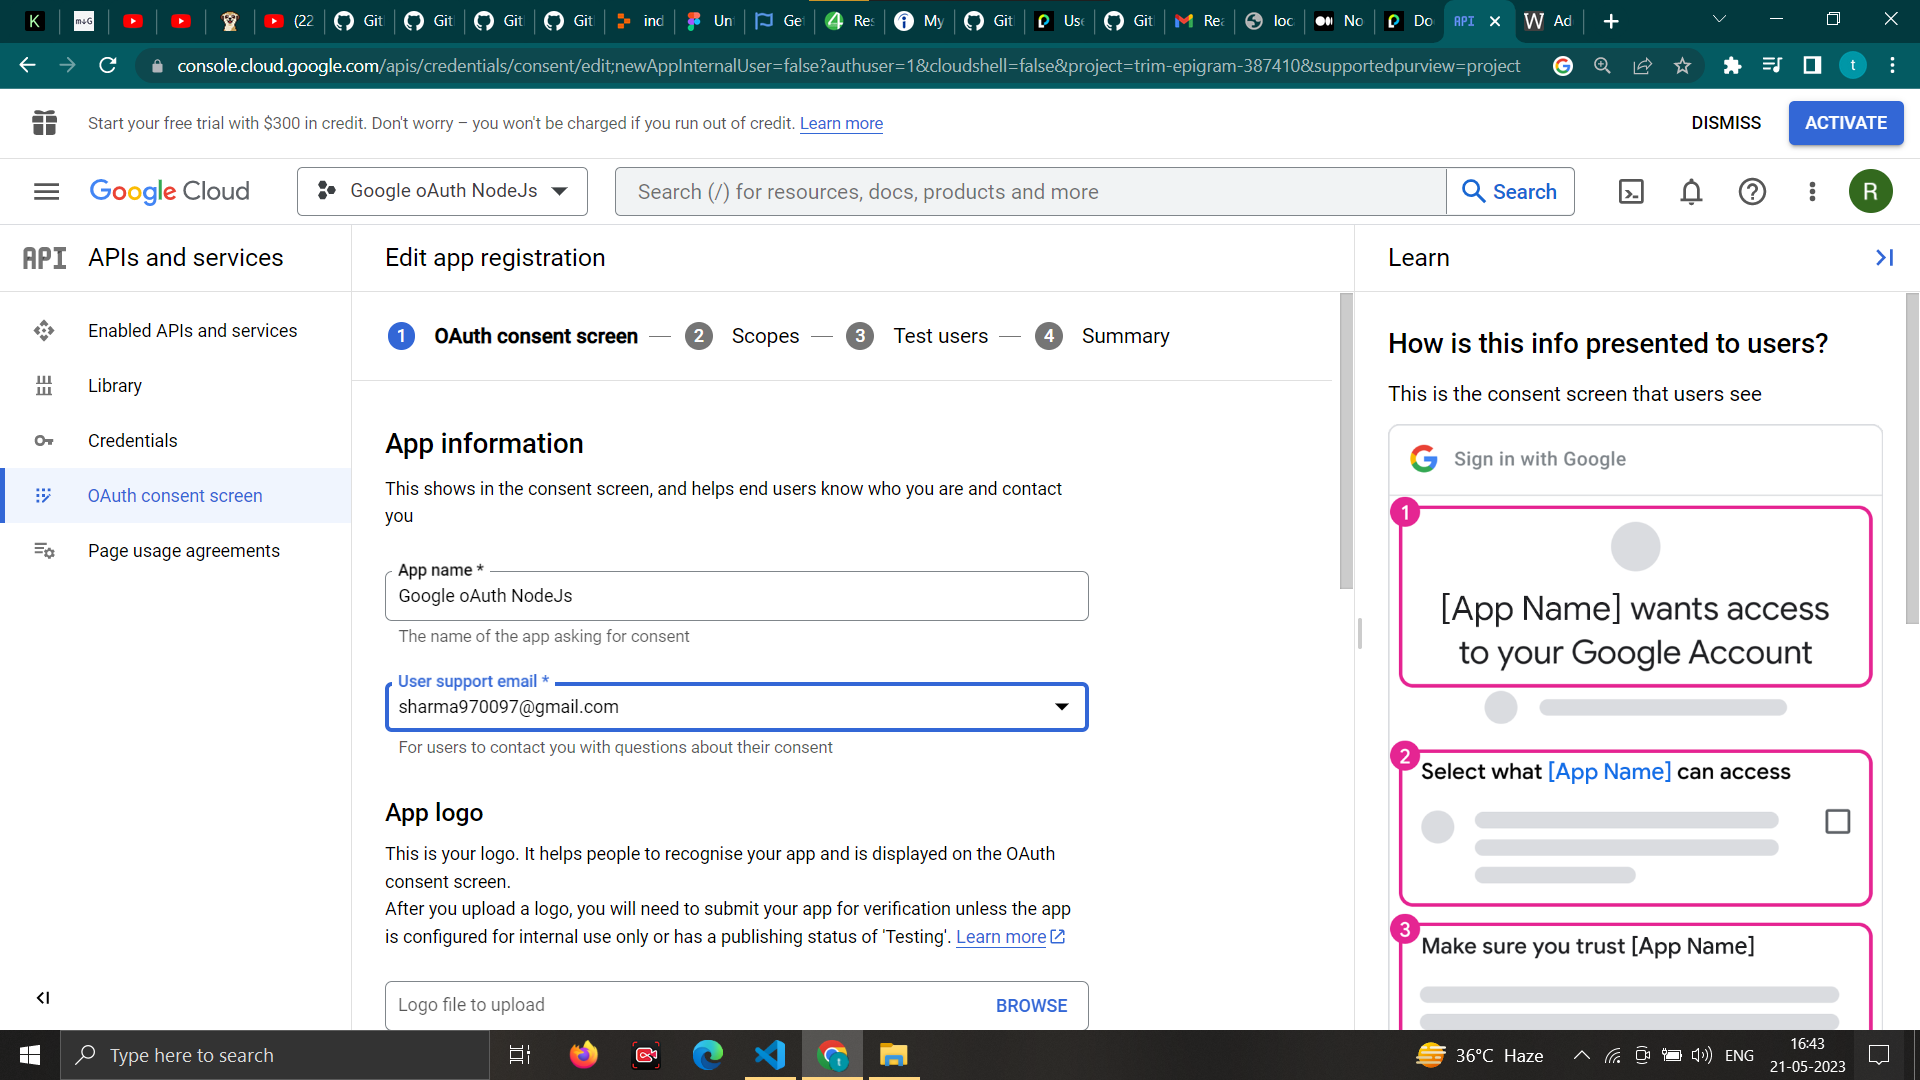 K
M↓G
(22
Git
Git
Git
Git
ind
Unt
Get
Res
My
Git
Use
Git
Rea
loc
No
Do
API
W
Ad
console.cloud.google.com/apis/credentials/consent/edit;newAppInternalUser=false?authuser=1&cloudshell=false&project=trim-epigram-387410&supportedpurview=project
t
Start your free trial with $300 in credit. Don't worry – you won't be charged if you run out of credit. Learn more
DISMISS
ACTIVATE
Google Cloud
Google oAuth NodeJs
Search (/) for resources, docs, products and more
Search
R
API
APIs and services
Edit app registration
Learn
Enabled APIs and services
Library
Credentials
OAuth consent screen
Page usage agreements
1 OAuth consent screen — 2 Scopes — 3 Test users — 4 Summary
App information
This shows in the consent screen, and helps end users know who you are and contact
you
App name *
Google oAuth NodeJs
The name of the app asking for consent
User support email *
sharma970097@gmail.com
For users to contact you with questions about their consent
App logo
This is your logo. It helps people to recognise your app and is displayed on the OAuth
consent screen.
After you upload a logo, you will need to submit your app for verification unless the app
is configured for internal use only or has a publishing status of 'Testing'. Learn more
Logo file to upload
BROWSE
How is this info presented to users?
This is the consent screen that users see
Sign in with Google
1
[App Name] wants access
to your Google Account
2
Select what [App Name] can access
3
Make sure you trust [App Name]
Type here to search
t
36°C Haze
ENG
16:43
21-05-2023